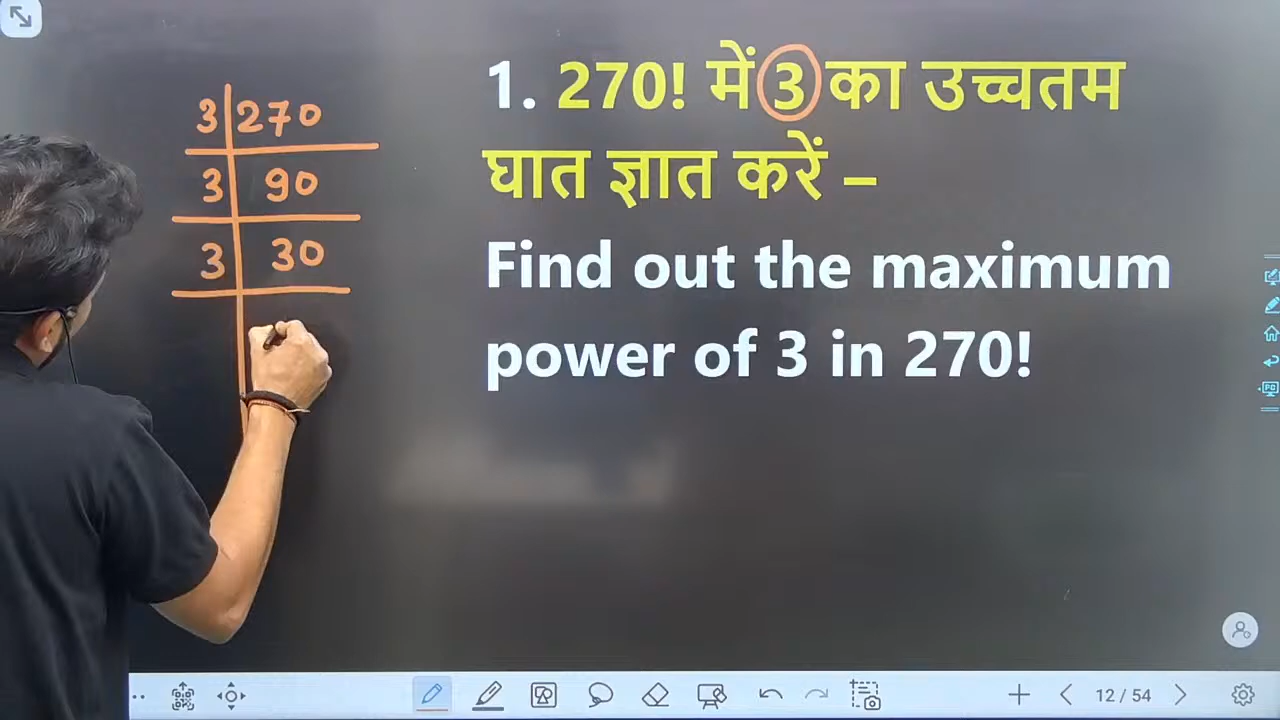 3 270
3 90
3 30
1. 270! में 3 का उच्चतम
घात ज्ञात करें –
Find out the maximum
power of 3 in 270!
12 / 54